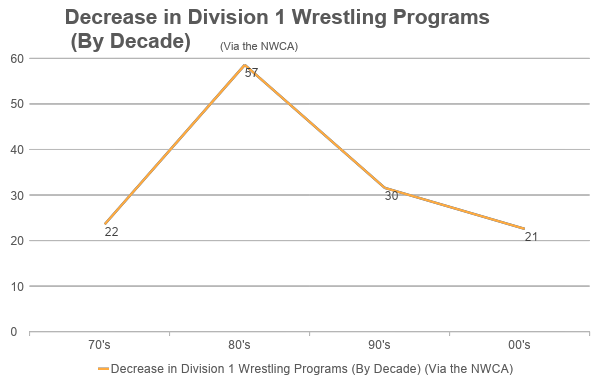 Decrease in Division 1 Wrestling Programs
(By Decade) (Via the NWCA)
60
57
50
40
30
30
22
21
20
10
0
70's 80's 90's 00's
Decrease in Division 1 Wrestling Programs (By Decade) (Via the NWCA)